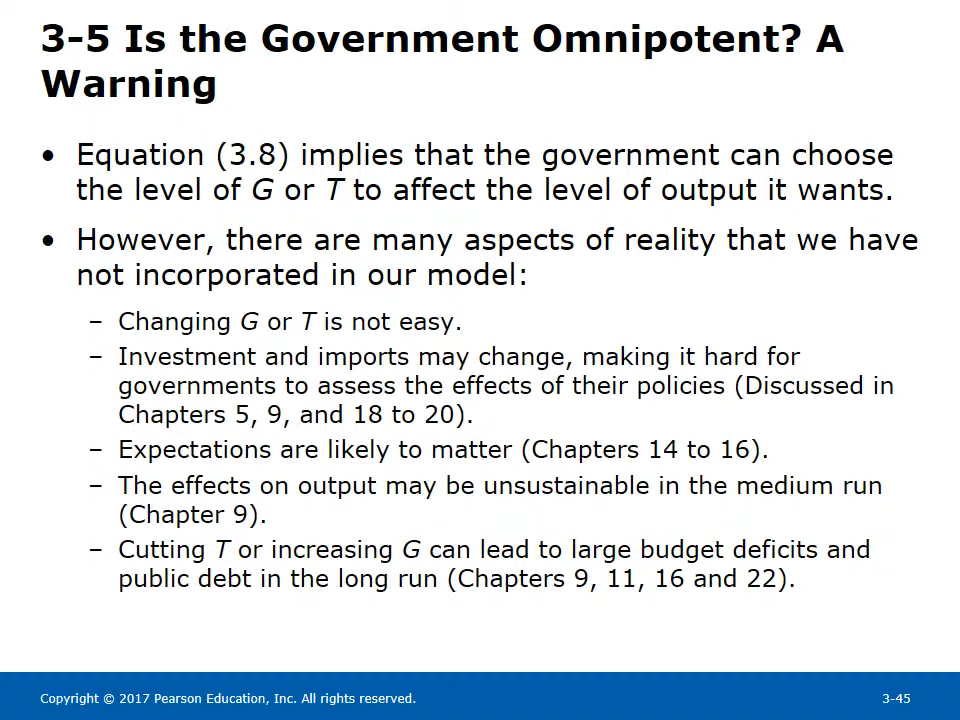 3-5 Is the Government Omnipotent? A
Warning
• Equation (3.8) implies that the government can choose
the level of G or T to affect the level of output it wants.
• However, there are many aspects of reality that we have
not incorporated in our model:
– Changing G or T is not easy.
– Investment and imports may change, making it hard for
governments to assess the effects of their policies (Discussed in
Chapters 5, 9, and 18 to 20).
– Expectations are likely to matter (Chapters 14 to 16).
– The effects on output may be unsustainable in the medium run
(Chapter 9).
– Cutting T or increasing G can lead to large budget deficits and
public debt in the long run (Chapters 9, 11, 16 and 22).
Copyright © 2017 Pearson Education, Inc. All rights reserved.
3-45